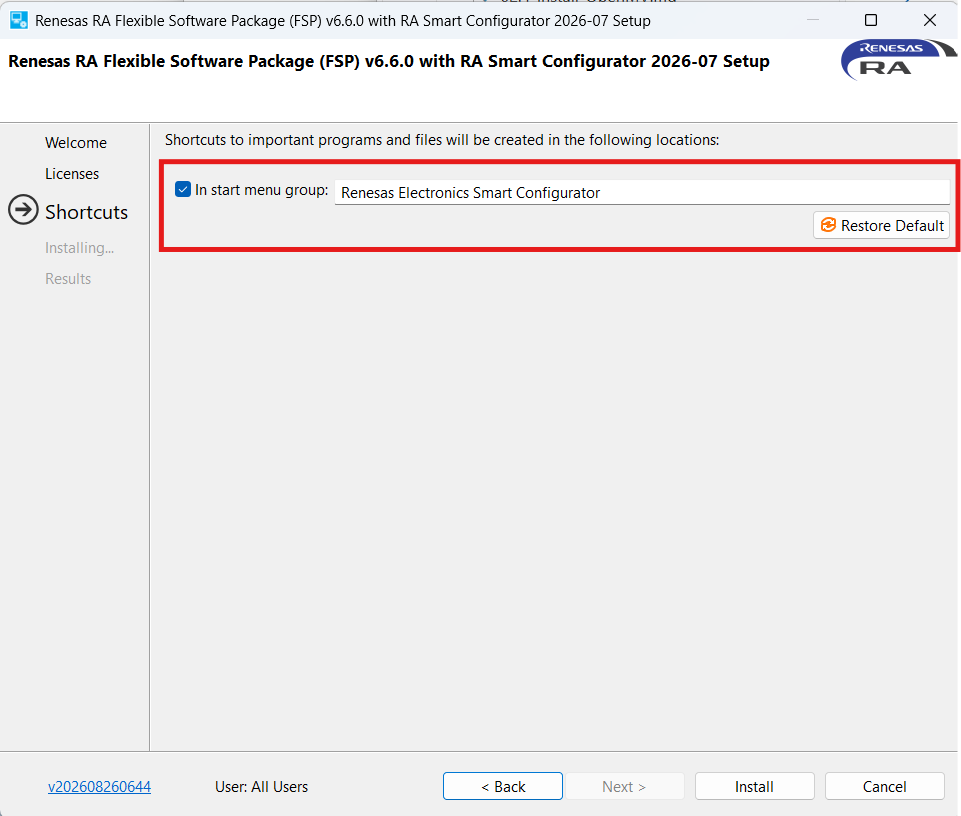 Renesas RA Flexible Software Package (FSP) v6.6.0 with RA Smart Configurator 2026-07 Setup
Renesas RA Flexible Software Package (FSP) v6.6.0 with RA Smart Configurator 2026-07 Setup
RENESAS
RA
Welcome
Licenses
Shortcuts
Installing...
Results
Shortcuts to important programs and files will be created in the following locations:
In start menu group: Renesas Electronics Smart Configurator
Restore Default
v202608260644
User: All Users
< Back
Next >
Install
Cancel